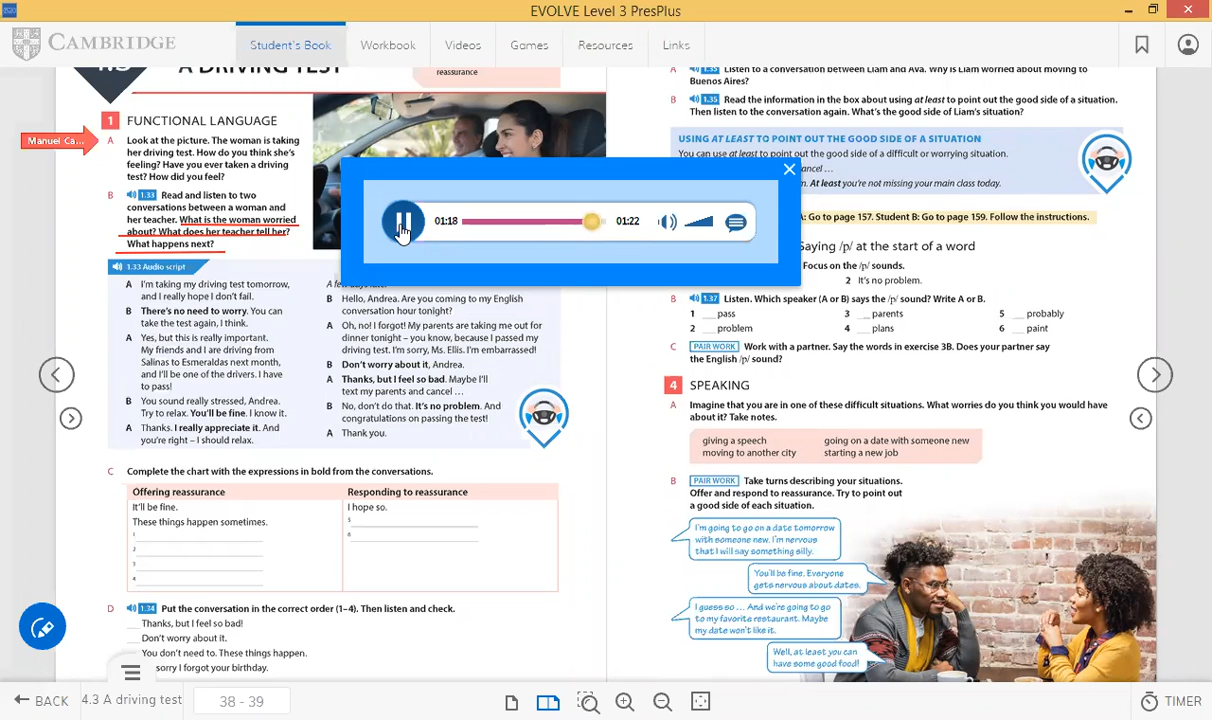 EVOLVE Level 3 PresPlus
CAMBRIDGE
Student's Book
Workbook
Videos
Games
Resources
Links
A DRIVING TEST
reassurance
1 FUNCTIONAL LANGUAGE
Manuel Ca...
A Look at the picture. The woman is taking
her driving test. How do you think she's
feeling? Have you ever taken a driving
test? How did you feel?
B 1.33 Read and listen to two
conversations between a woman and
her teacher. What is the woman worried
about? What does her teacher tell her?
What happens next?
1.33 Audio script
A I'm taking my driving test tomorrow,
and I really hope I don't fail.
B There's no need to worry. You can
take the test again, I think.
A Yes, but this is really important.
My friends and I are driving from
Salinas to Esmeraldas next month,
and I'll be one of the drivers. I have
to pass!
B You sound really stressed, Andrea.
Try to relax. You'll be fine. I know it.
A Thanks. I really appreciate it. And
you're right – I should relax.
B Hello, Andrea. Are you coming to my English
conversation hour tonight?
A Oh, no! I forgot! My parents are taking me out for
dinner tonight – you know, because I passed my
driving test. I'm sorry, Ms. Ellis. I'm embarrassed!
B Don't worry about it, Andrea.
A Thanks, but I feel so bad. Maybe I'll
text my parents and cancel ...
B No, don't do that. It's no problem. And
congratulations on passing the test!
A Thank you.
C Complete the chart with the expressions in bold from the conversations.
Offering reassurance
Responding to reassurance
It'll be fine.
I hope so.
These things happen sometimes.
5
1
6
2
3
4
D 1.34 Put the conversation in the correct order (1–4). Then listen and check.
Thanks, but I feel so bad!
Don't worry about it.
You don't need to. These things happen.
sorry I forgot your birthday.
01:18
01:22
A 1.35 Listen to a conversation between Liam and Ava. Why is Liam worried about moving to
Buenos Aires?
B 1.35 Read the information in the box about using at least to point out the good side of a situation.
Then listen to the conversation again. What's the good side of Liam's situation?
USING AT LEAST TO POINT OUT THE GOOD SIDE OF A SITUATION
You can use at least to point out the good side of a difficult or worrying situation.
ancel ...
on. At least you're not missing your main class today.
A: Go to page 157. Student B: Go to page 159. Follow the instructions.
Saying /p/ at the start of a word
Focus on the /p/ sounds.
2 It's no problem.
B 1.37 Listen. Which speaker (A or B) says the /p/ sound? Write A or B.
1 pass
3 parents
5 probably
2 problem
4 plans
6 paint
C PAIR WORK Work with a partner. Say the words in exercise 3B. Does your partner say
the English /p/ sound?
4 SPEAKING
A Imagine that you are in one of these difficult situations. What worries do you think you would have
about it? Take notes.
giving a speech
going on a date with someone new
moving to another city
starting a new job
B PAIR WORK Take turns describing your situations.
Offer and respond to reassurance. Try to point out
a good side of each situation.
I'm going to go on a date tomorrow
with someone new. I'm nervous
that I will say something silly.
You'll be fine. Everyone
gets nervous about dates.
I guess so ... And we're going to go
to my favorite restaurant. Maybe
my date won't like it.
Well, at least you can
have some good food!
BACK
4.3 A driving test
38 - 39
TIMER